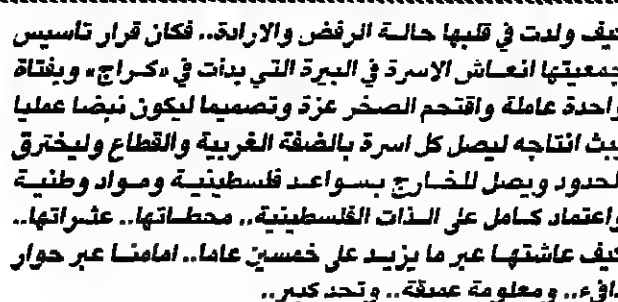 كيف ولدت في قلبها حالة الرفض والارادة.. فكان قرار تأسيس
جمعيتها انعاش الاسرة في البيرة التي بدأت في «كراج» وبفتاة
واحدة عاملة واقتحم الصخر عزة وتصميما ليكون نبضا عمليا
يبث انتاجه ليصل كل اسرة بالضفة الغربية والقطاع وليخترق
الحدود ويصل للخارج بسواعد فلسطينية ومواد وطنية
واعتماد كامل على الذات الفلسطينية.. محطاتها.. عثراتها..
كيف عاشتها عبر ما يزيد على خمسين عاما.. امامنا عبر حوار
دافيء.. ومعلومة عميقة.. وتحد كبير..